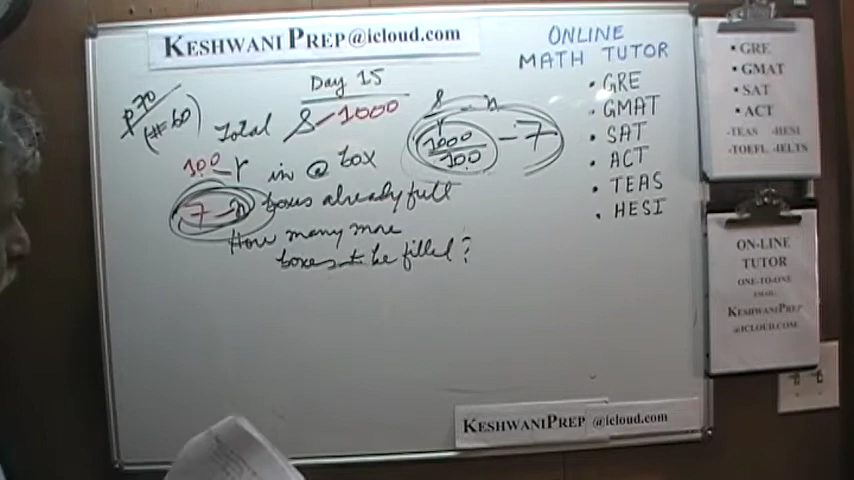 KESHWANI PREP@icloud.com
Day 15
P70
(#60)
Total S-1000
100-r in @ box
7-n boxes already full
How many more
boxes to be filled?
S - n
r
1000
100
- 7
ONLINE
MATH TUTOR
• GRE
• GMAT
• SAT
• ACT
• TEAS
• HESI
▪ GRE
▪ GMAT
▪ SAT
▪ ACT
-TEAS -HESI
-TOEFL -IELTS
ON-LINE
TUTOR
ONE-TO-ONE
EMAIL:
KESHWANIPREP
@ICLOUD.COM
KESHWANIPREP @icloud.com